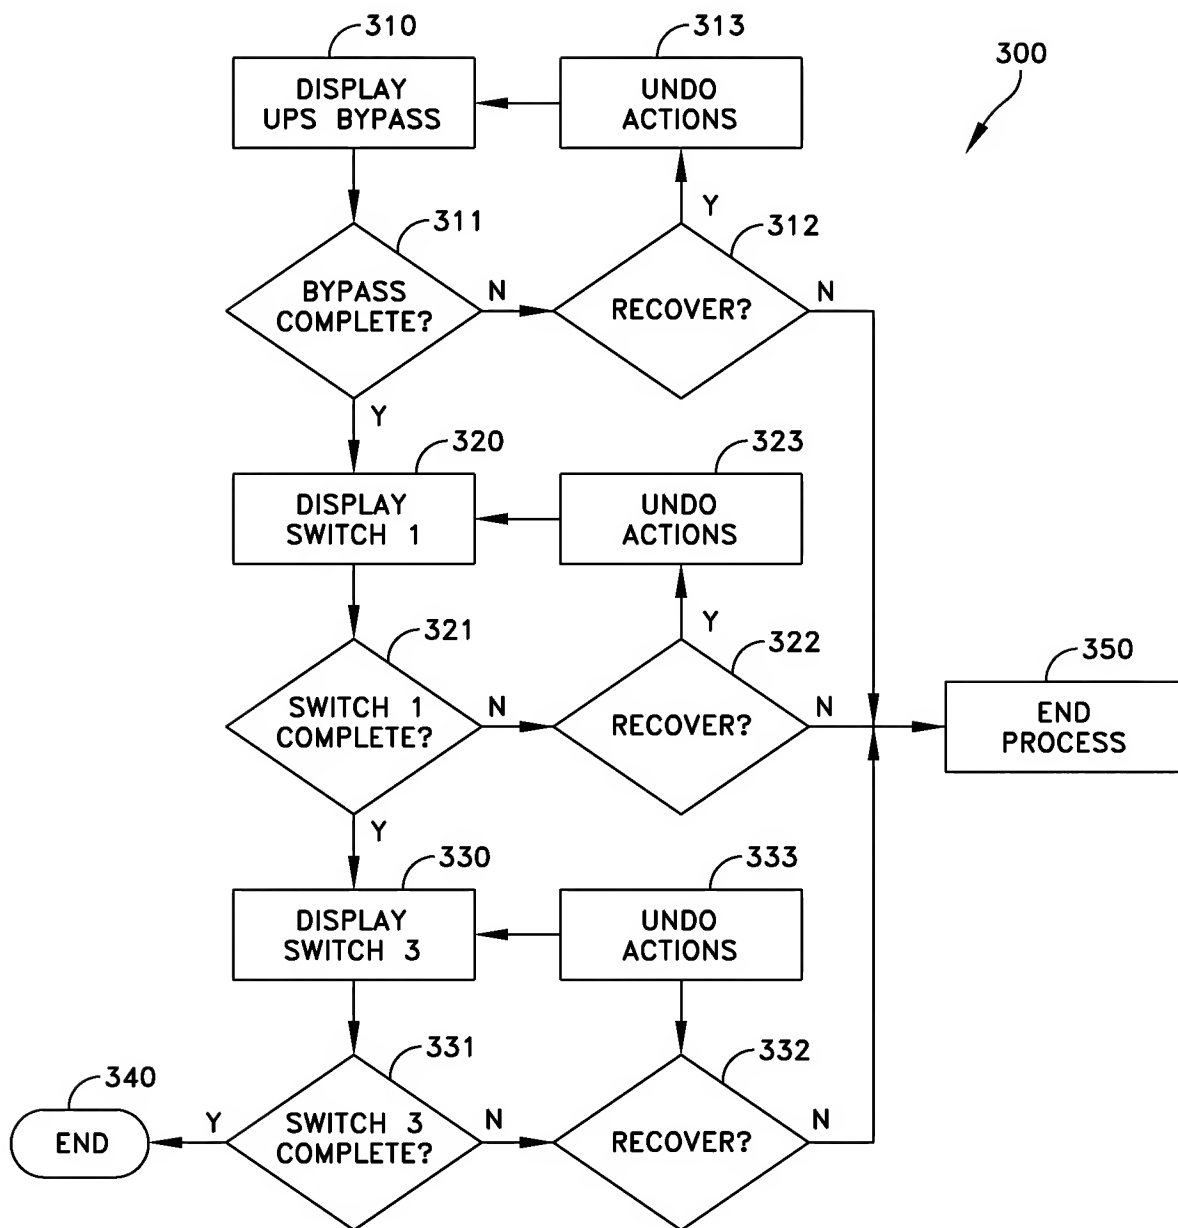 310
313
300
DISPLAY
UPS BYPASS
UNDO
ACTIONS
Y
311
312
BYPASS
COMPLETE?
N
RECOVER?
N
Y
320
323
DISPLAY
SWITCH 1
UNDO
ACTIONS
Y
321
322
350
SWITCH 1
COMPLETE?
N
RECOVER?
N
END
PROCESS
Y
330
333
DISPLAY
SWITCH 3
UNDO
ACTIONS
331
332
340
END
Y
SWITCH 3
COMPLETE?
N
RECOVER?
N